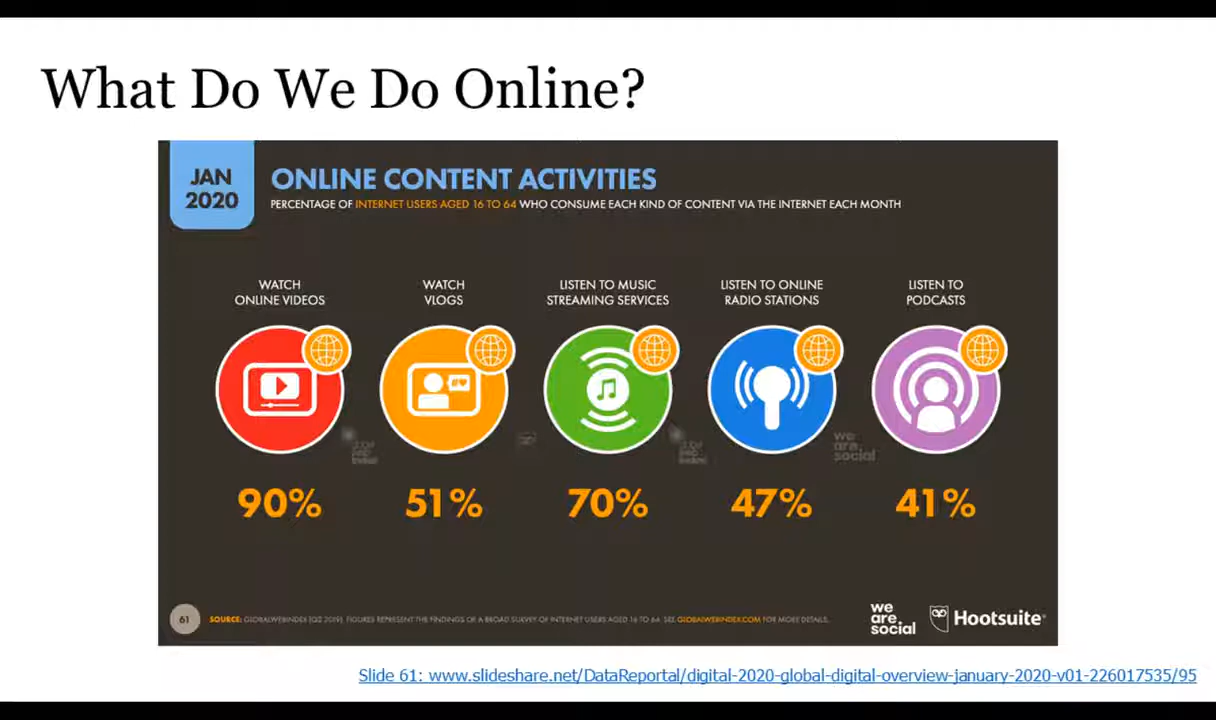 What Do We Do Online?
JAN
2020
ONLINE CONTENT ACTIVITIES
PERCENTAGE OF INTERNET USERS AGED 16 TO 64 WHO CONSUME EACH KIND OF CONTENT VIA THE INTERNET EACH MONTH
WATCH
ONLINE VIDEOS
WATCH
VLOGS
LISTEN TO MUSIC
STREAMING SERVICES
LISTEN TO ONLINE
RADIO STATIONS
LISTEN TO
PODCASTS
we
are.
social
90%
51%
70%
47%
41%
61
SOURCE: GLOBALWEBINDEX (Q3 2019). FIGURES REPRESENT THE FINDINGS OF A BROAD SURVEY OF INTERNET USERS AGED 16 TO 64. SEE GLOBALWEBINDEX.COM FOR MORE DETAILS.
we
are.
social
Hootsuite
Slide 61: www.slideshare.net/DataReportal/digital-2020-global-digital-overview-january-2020-v01-226017535/95